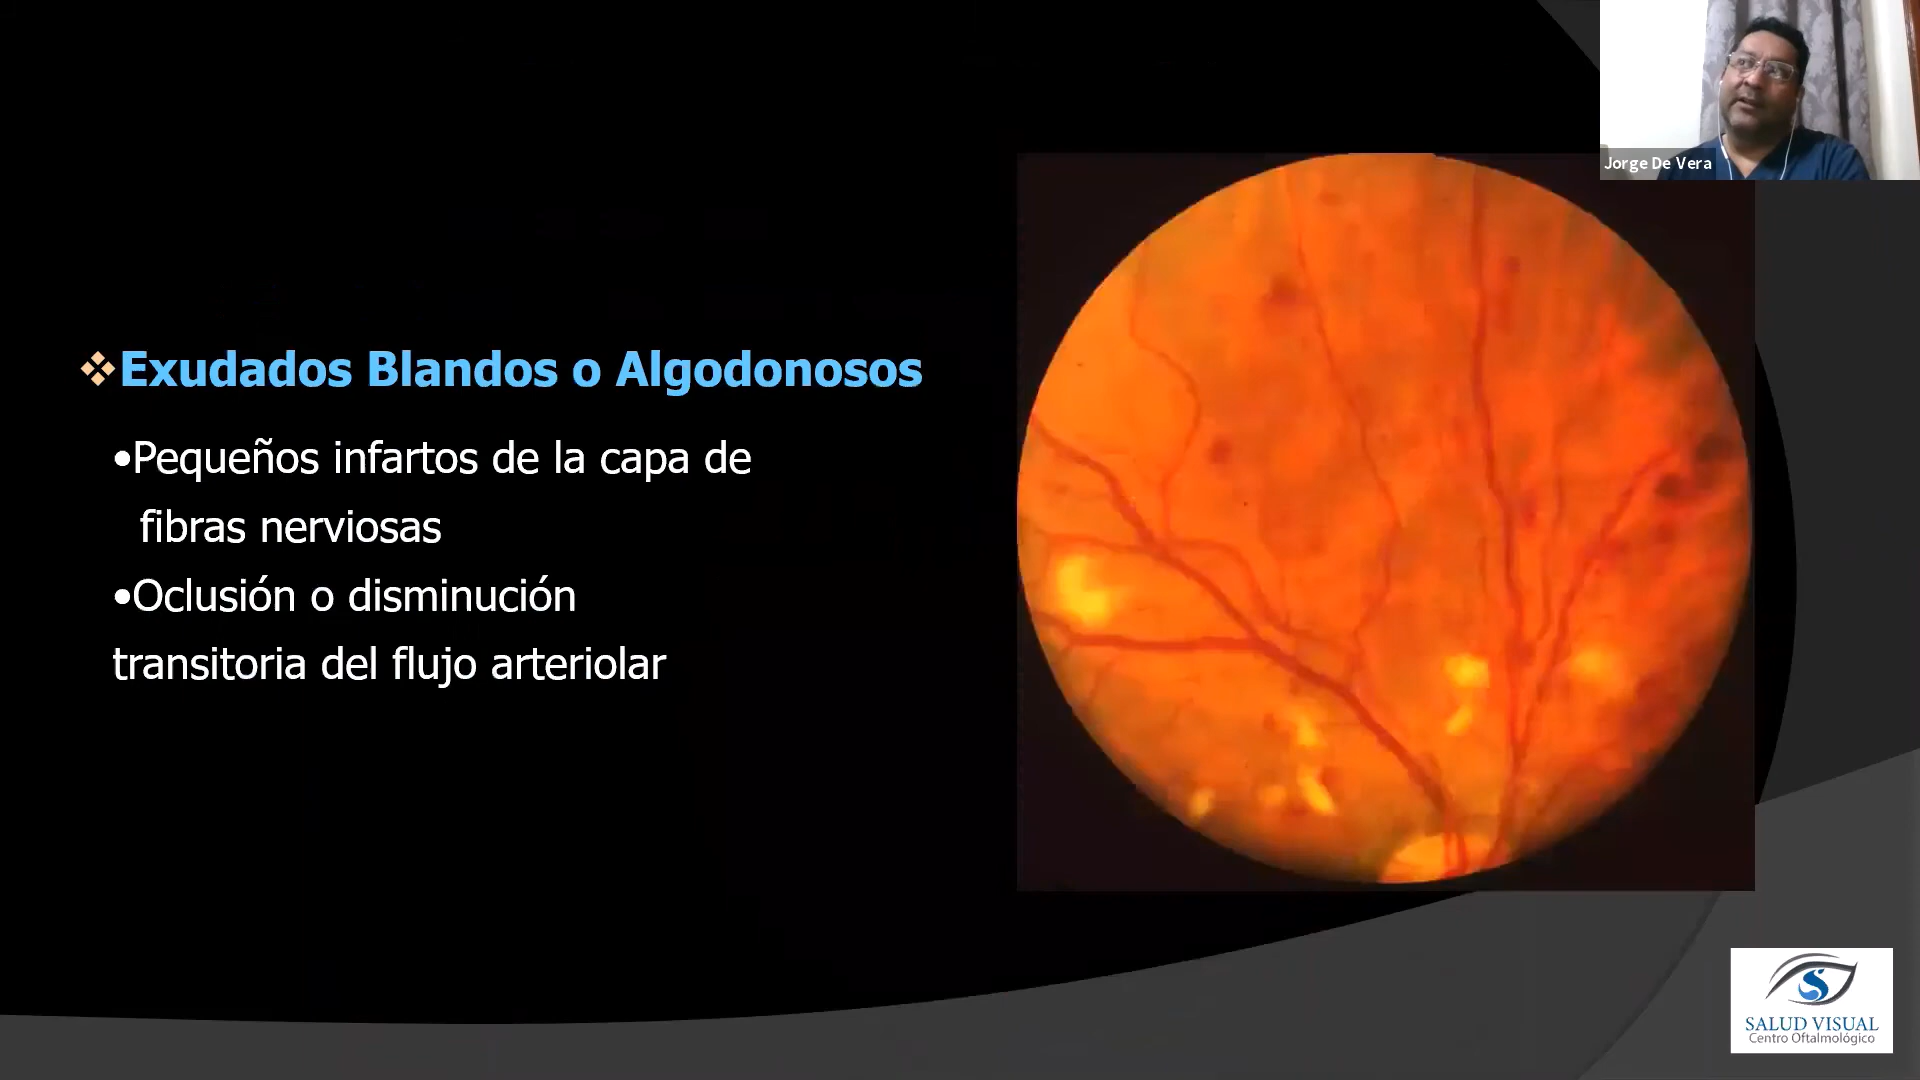 Jorge De Vera
❖Exudados Blandos o Algodonosos
•Pequeños infartos de la capa de
fibras nerviosas
•Oclusión o disminución
transitoria del flujo arteriolar
SALUD VISUAL
Centro Oftalmológico